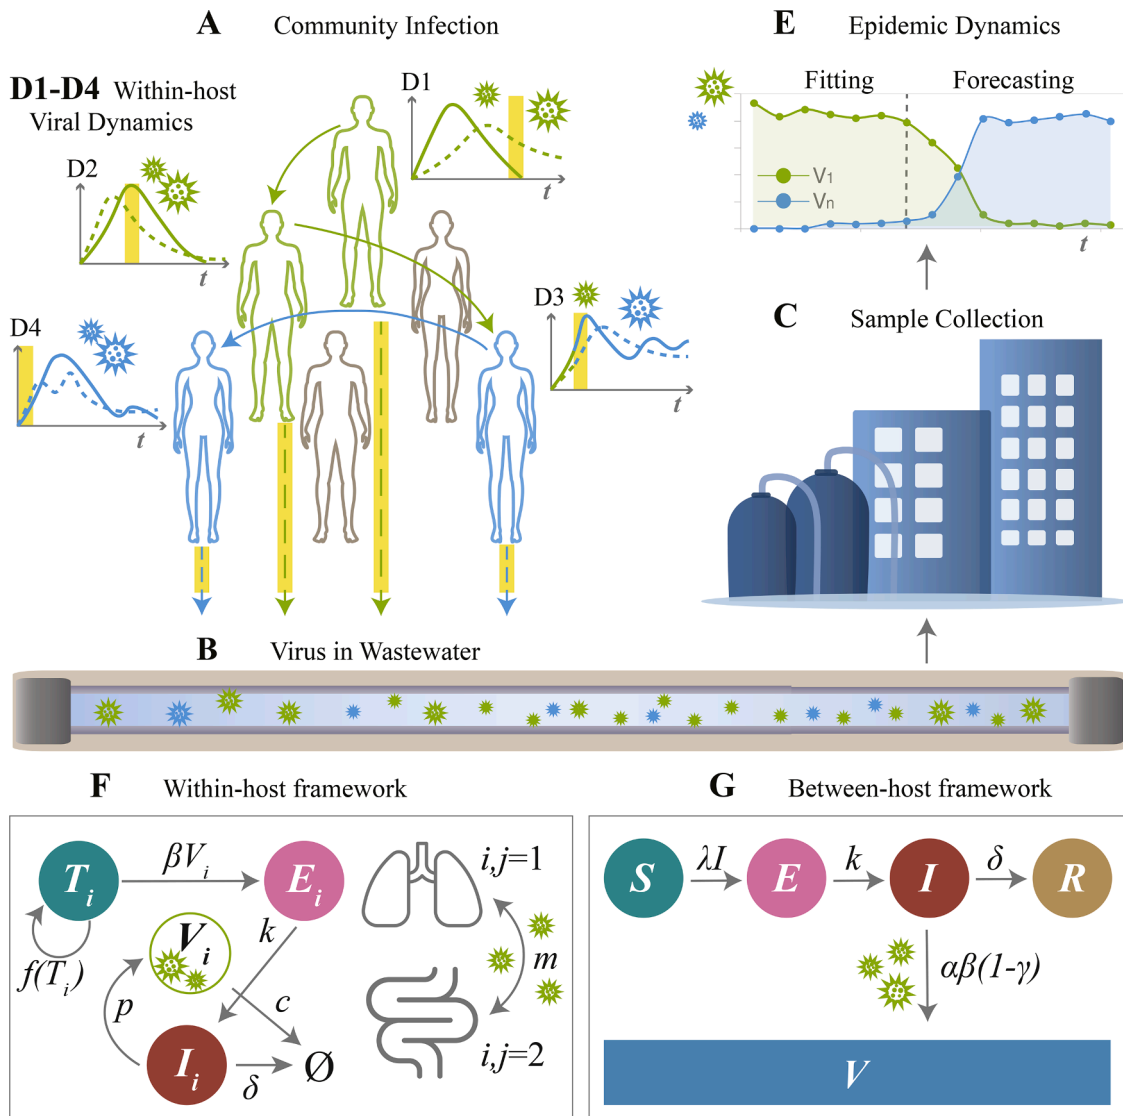 A Community Infection
D1-D4 Within-host
Viral Dynamics
D1
t
D2
t
D3
t
D4
t
E Epidemic Dynamics
Fitting Forecasting
V1
Vn
t
C Sample Collection
B Virus in Wastewater
F Within-host framework
Ti
βVi
Ei
f(Ti)
Vi
k
p
c
Ii
δ
Ø
i,j=1
m
i,j=2
G Between-host framework
S λI E k I δ R
αβ(1-γ)
V